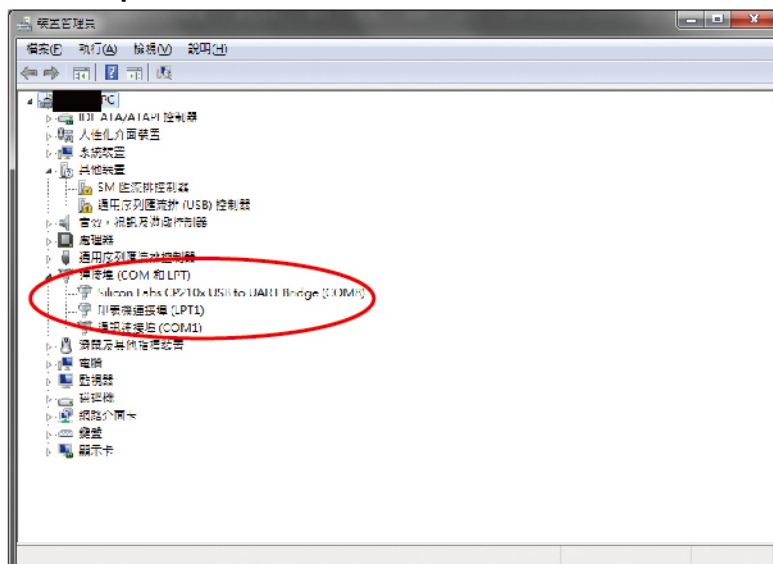 裝置管理員
檔案(F) 執行(A) 檢視(V) 說明(H)
PC
IDE ATA/ATAPI 控制器
人性化介面裝置
系統裝置
其他裝置
SM 匯流排控制器
通用序列匯流排 (USB) 控制器
音效，視訊及遊戲控制器
處理器
通用序列匯流排控制器
連接埠 (COM 和 LPT)
Silicon Labs CP210x USB to UART Bridge (COM8)
印表機連接埠 (LPT1)
通訊連接埠 (COM1)
滑鼠及其他指標裝置
電腦
監視器
磁碟機
網路介面卡
鍵盤
顯示卡